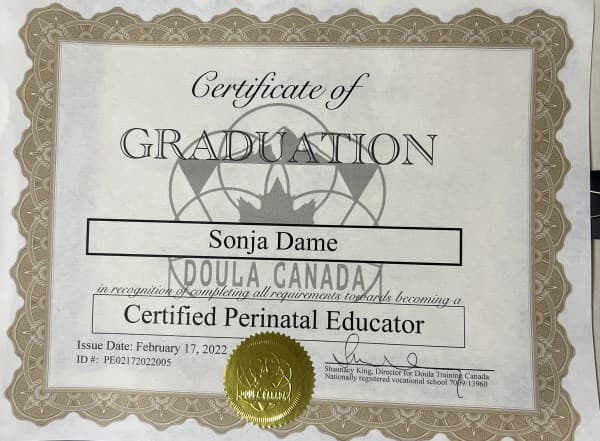 Certificate of
GRADUATION
Sonja Dame
DOULA CANADA
in recognition of completing all requirements towards becoming a
Certified Perinatal Educator
Issue Date: February 17, 2022
ID #: PE02172022005
Shaunacy King, Director for Doula Training Canada
Nationally registered vocational school 7009/13960
DOULA CANADA